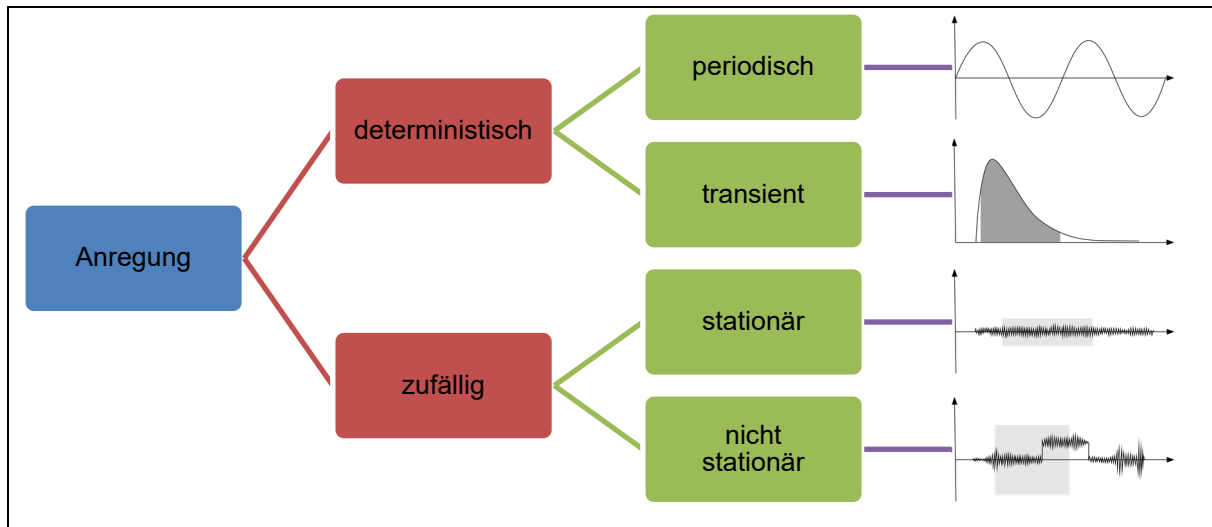 Anregung
deterministisch
zufällig
periodisch
transient
stationär
nicht
stationär